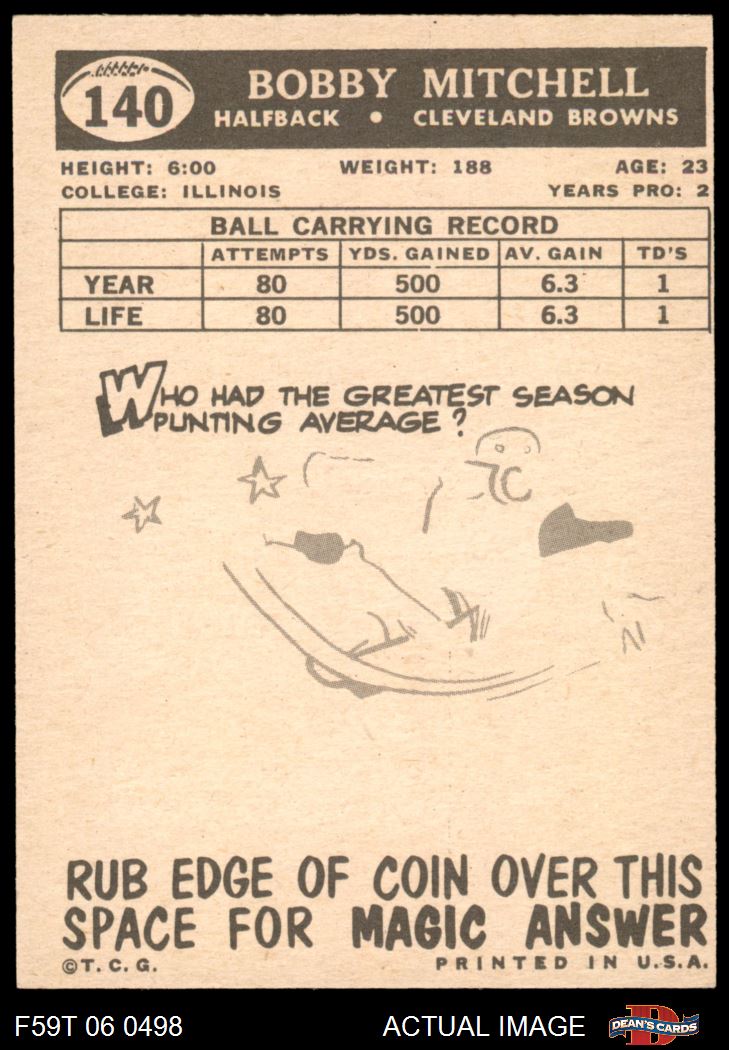 140
BOBBY MITCHELL
HALFBACK • CLEVELAND BROWNS
HEIGHT: 6:00 WEIGHT: 188 AGE: 23
COLLEGE: ILLINOIS YEARS PRO: 2
BALL CARRYING RECORD
ATTEMPTS YDS. GAINED AV. GAIN TD'S
YEAR 80 500 6.3 1
LIFE 80 500 6.3 1
WHO HAD THE GREATEST SEASON
PUNTING AVERAGE?
RUB EDGE OF COIN OVER THIS
SPACE FOR MAGIC ANSWER
©T. C. G. PRINTED IN U.S.A.
F59T 06 0498 ACTUAL IMAGE DEAN'S CARDS